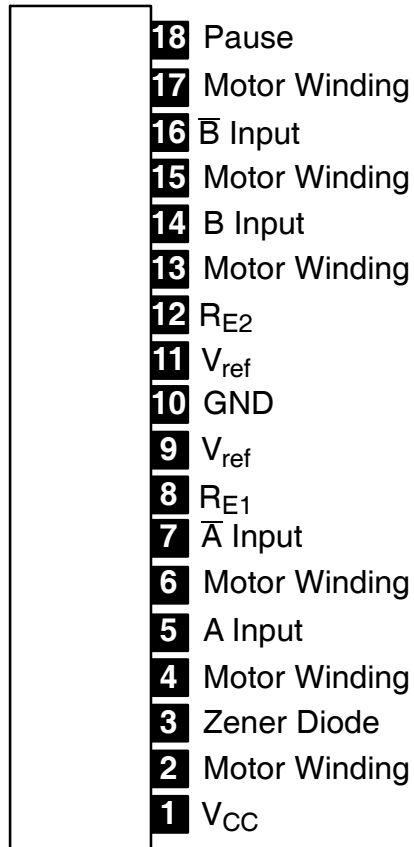 18 Pause
17 Motor Winding
16 B̅ Input
15 Motor Winding
14 B Input
13 Motor Winding
12 RE2
11 Vref
10 GND
9 Vref
8 RE1
7 A̅ Input
6 Motor Winding
5 A Input
4 Motor Winding
3 Zener Diode
2 Motor Winding
1 VCC